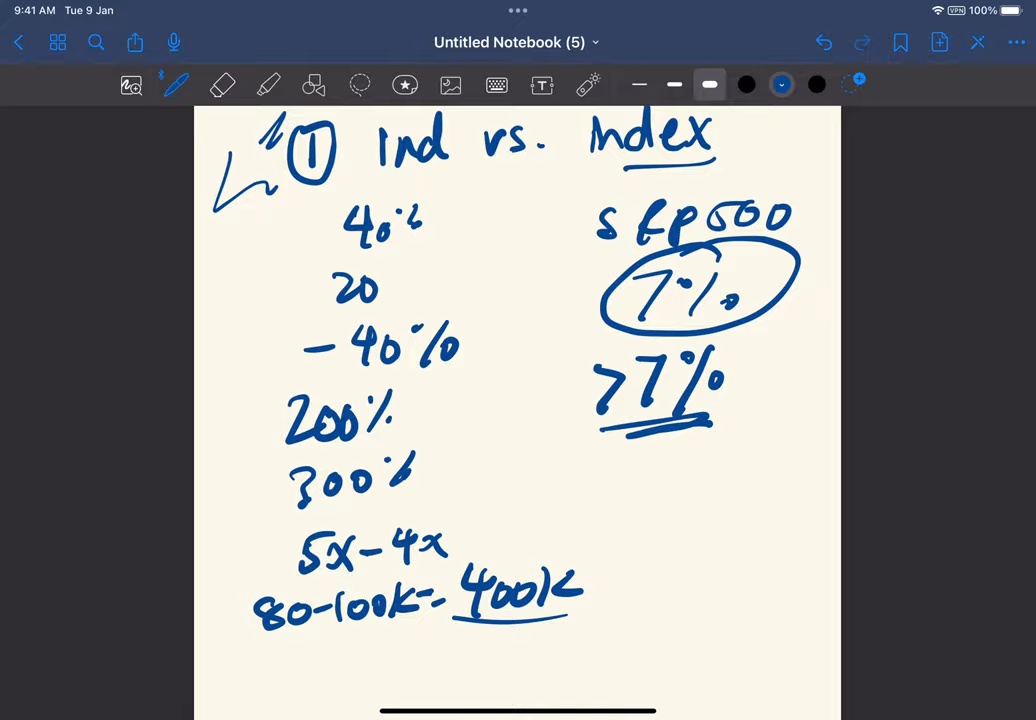 9:41 AM Tue 9 Jan
VPN 100%
Untitled Notebook (5)
① Ind vs. Index
40% S&P500
20 7%
-40% >7%
200%
300%
5x-4x
80-100K= 400K